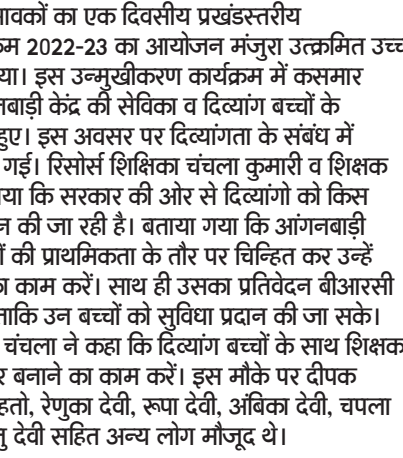 भावकों का एक दिवसीय प्रखंडस्तरीय
क्रम 2022-23 का आयोजन मंजुरा उत्क्रमित उच्च
या। इस उन्मुखीकरण कार्यक्रम में कसमार
नबाड़ी केंद्र की सेविका व दिव्यांग बच्चों के
हुए। इस अवसर पर दिव्यांगता के संबंध में
गई। रिसोर्स शिक्षिका चंचला कुमारी व शिक्षक
या कि सरकार की ओर से दिव्यांगो को किस
न की जा रही है। बताया गया कि आंगनबाड़ी
ों की प्राथमिकता के तौर पर चिन्हित कर उन्हें
का काम करें। साथ ही उसका प्रतिवेदन बीआरसी
ताकि उन बच्चों को सुविधा प्रदान की जा सके।
चंचला ने कहा कि दिव्यांग बच्चों के साथ शिक्षक
र बनाने का काम करें। इस मौके पर दीपक
हतो, रेणुका देवी, रूपा देवी, अंबिका देवी, चपला
तु देवी सहित अन्य लोग मौजूद थे।